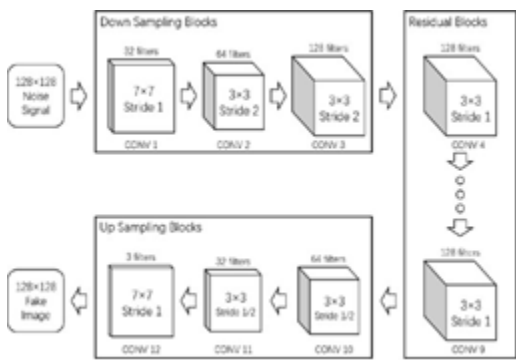 Down Sampling Blocks
Residual Blocks
32 filters
64 filters
128 filters
128 filters
128×128
Noise
Signal
7×7
Stride 1
3×3
Stride 2
3×3
Stride 2
3×3
Stride 1
CONV 1
CONV 2
CONV 3
CONV 4
Up Sampling Blocks
3 filters
32 filters
64 filters
128 filters
128×128
Fake
Image
7×7
Stride 1
3×3
Stride 1/2
3×3
Stride 1/2
3×3
Stride 1
CONV 12
CONV 11
CONV 10
CONV 9